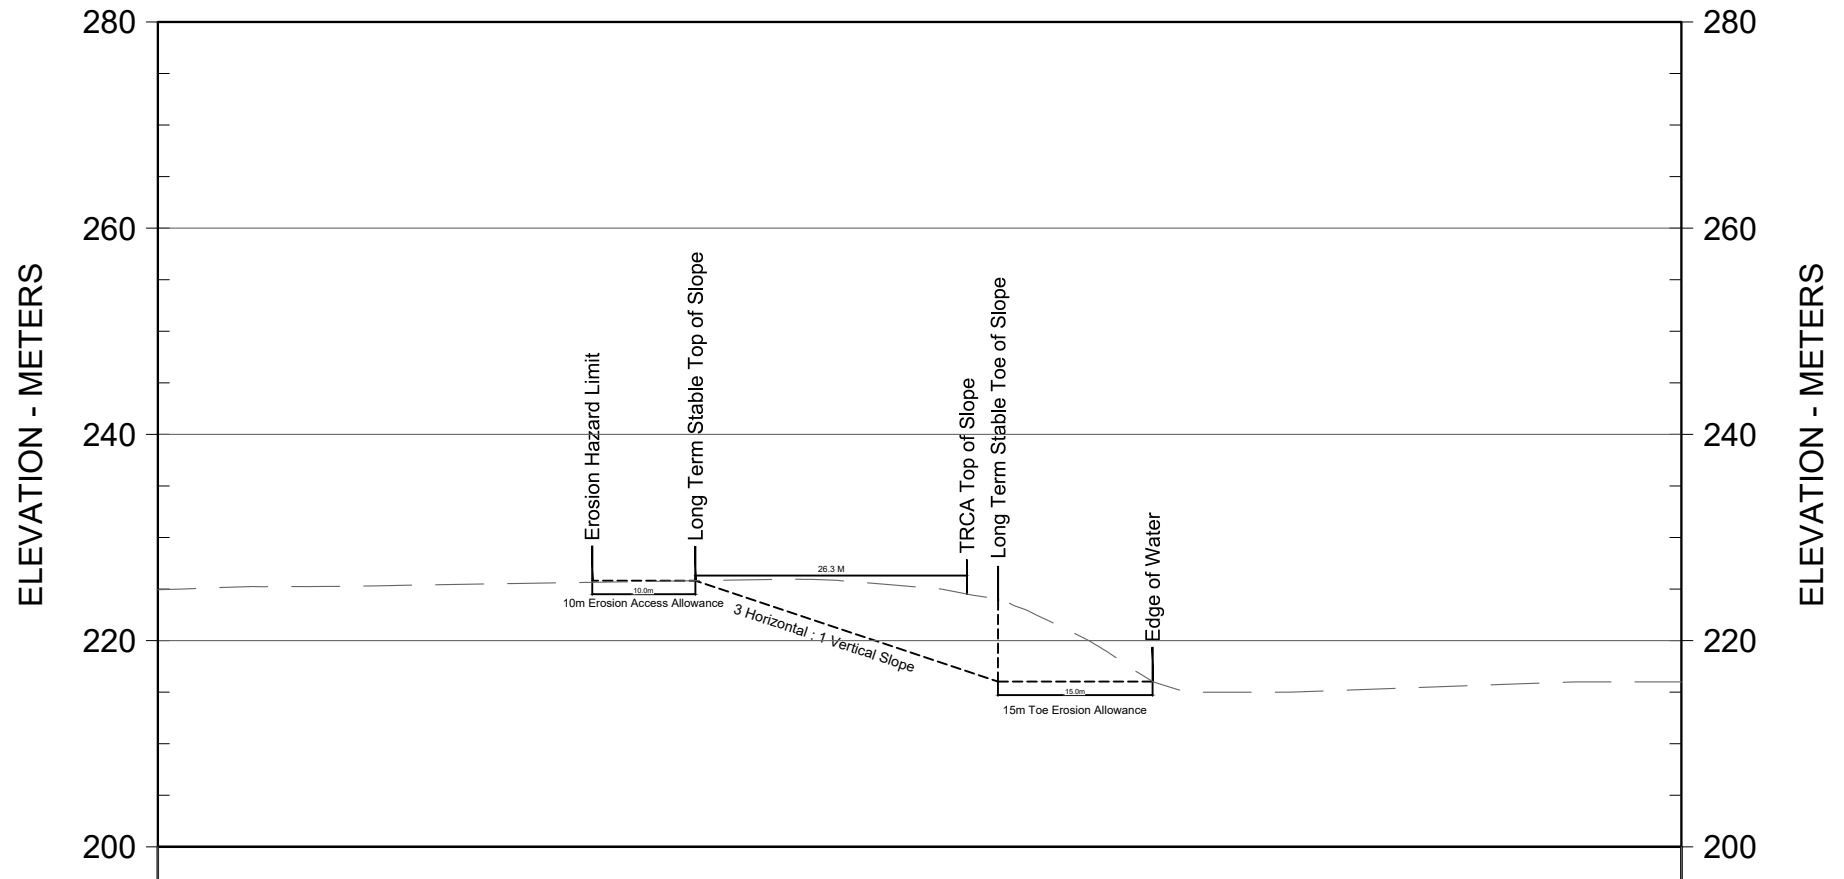 280
280
260
260
240
240
220
220
200
200
ELEVATION - METERS
ELEVATION - METERS
Erosion Hazard Limit
Long Term Stable Top of Slope
TRCA Top of Slope
Long Term Stable Toe of Slope
Edge of Water
26.3 M
10.0m
10m Erosion Access Allowance
3 Horizontal : 1 Vertical Slope
15.0m
15m Toe Erosion Allowance